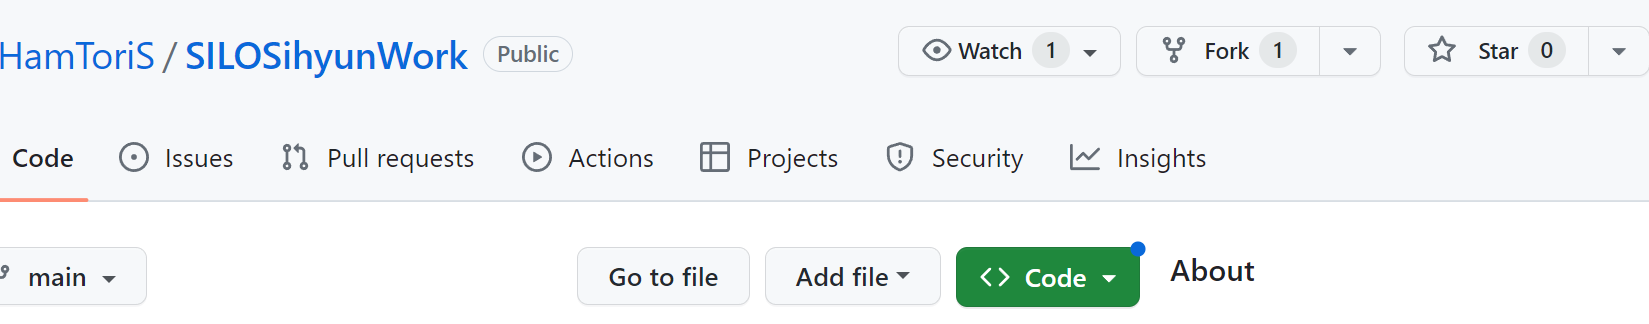 HamToriS / SILOSihyunWork Public Watch 1 Fork 1 Star 0
Code Issues Pull requests Actions Projects Security Insights
main Go to file Add file Code About